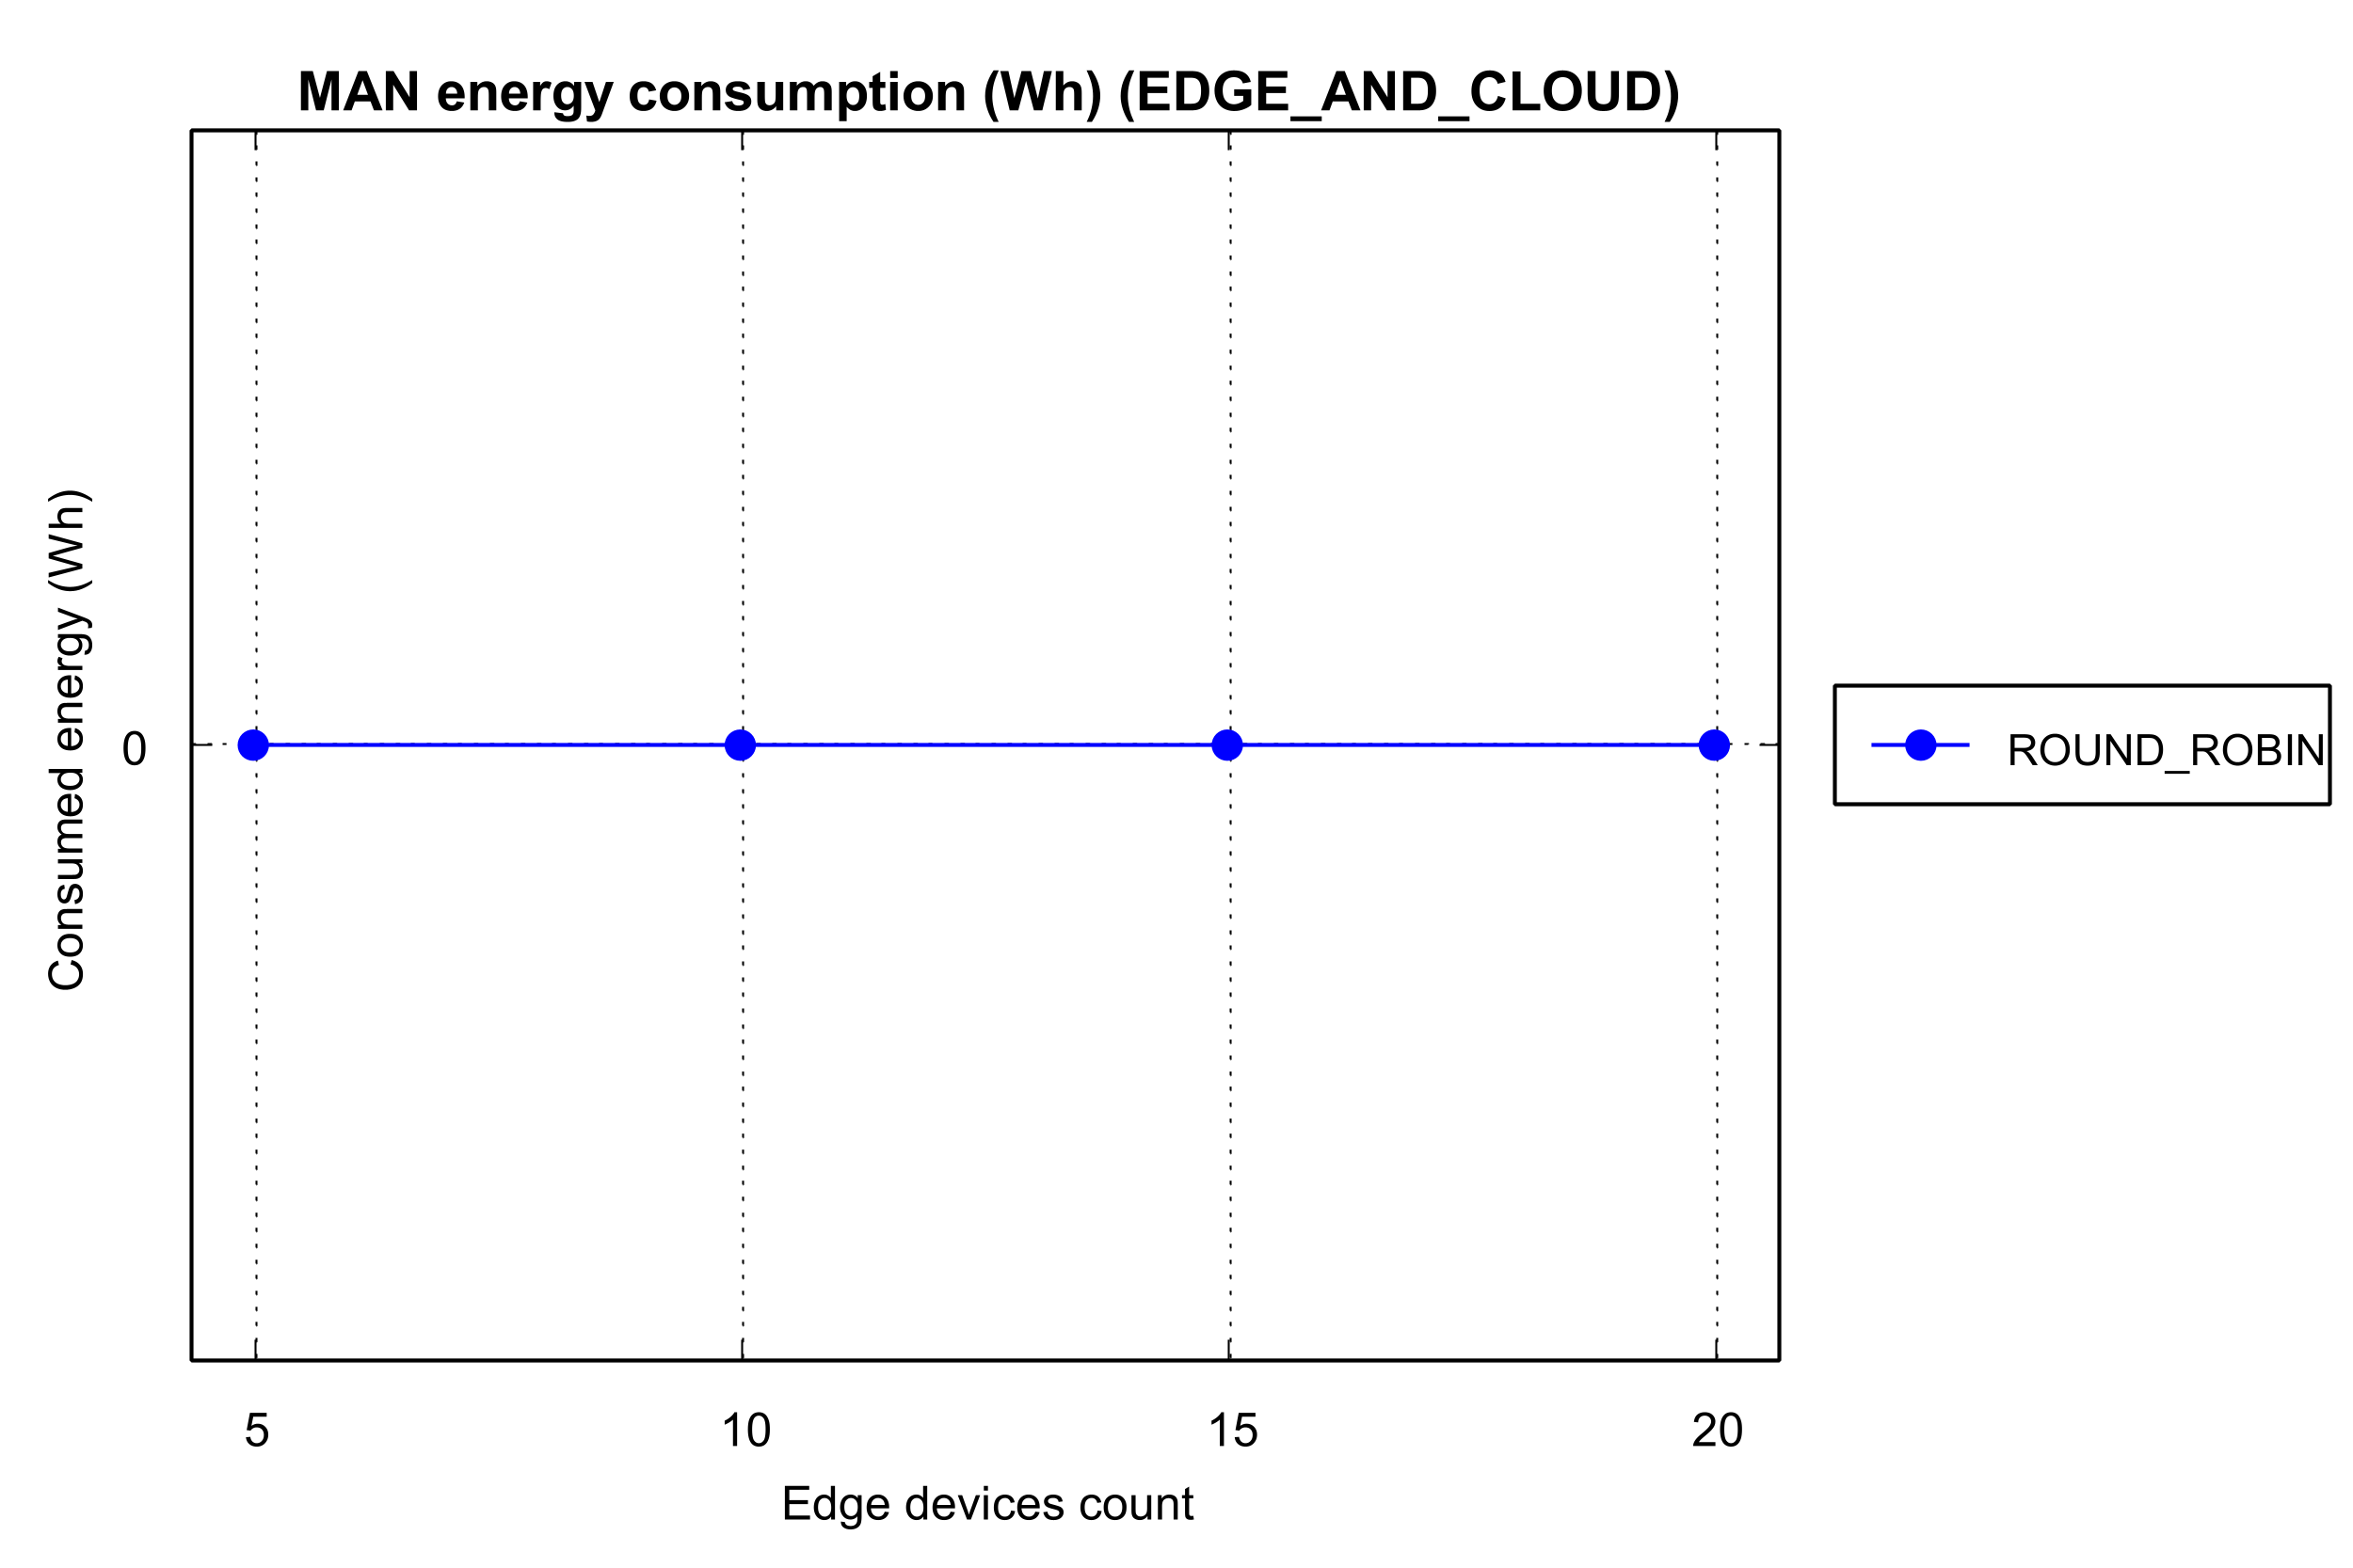 MAN energy consumption (Wh) (EDGE_AND_CLOUD)
Consumed energy (Wh)
0
ROUND_ROBIN
5 10 15 20
Edge devices count